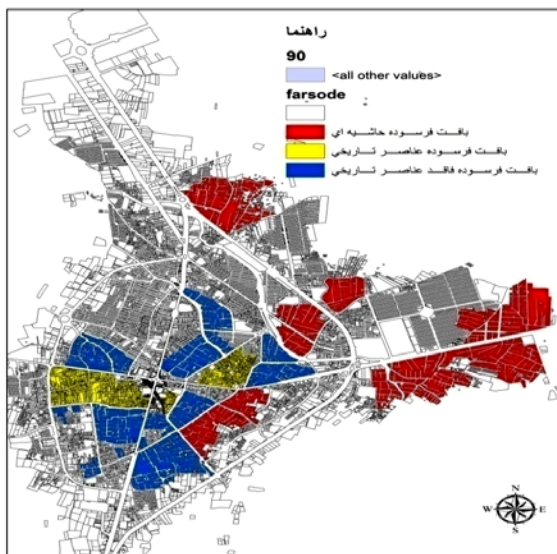 راهنما
90
<all other values>
farsode
بافت فرسوده حاشیه ای
بافت فرسوده عناصر تاریخی
بافت فرسوده فاقد عناصر تاریخی
N
W E
S